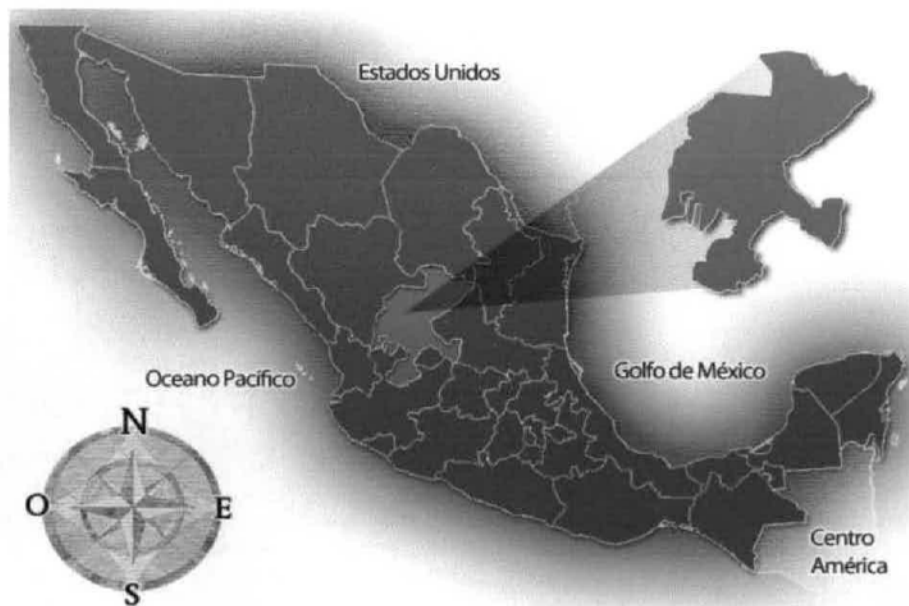 Estados Unidos
Golfo de México
Oceano Pacífico
N
O
E
S
Centro
América